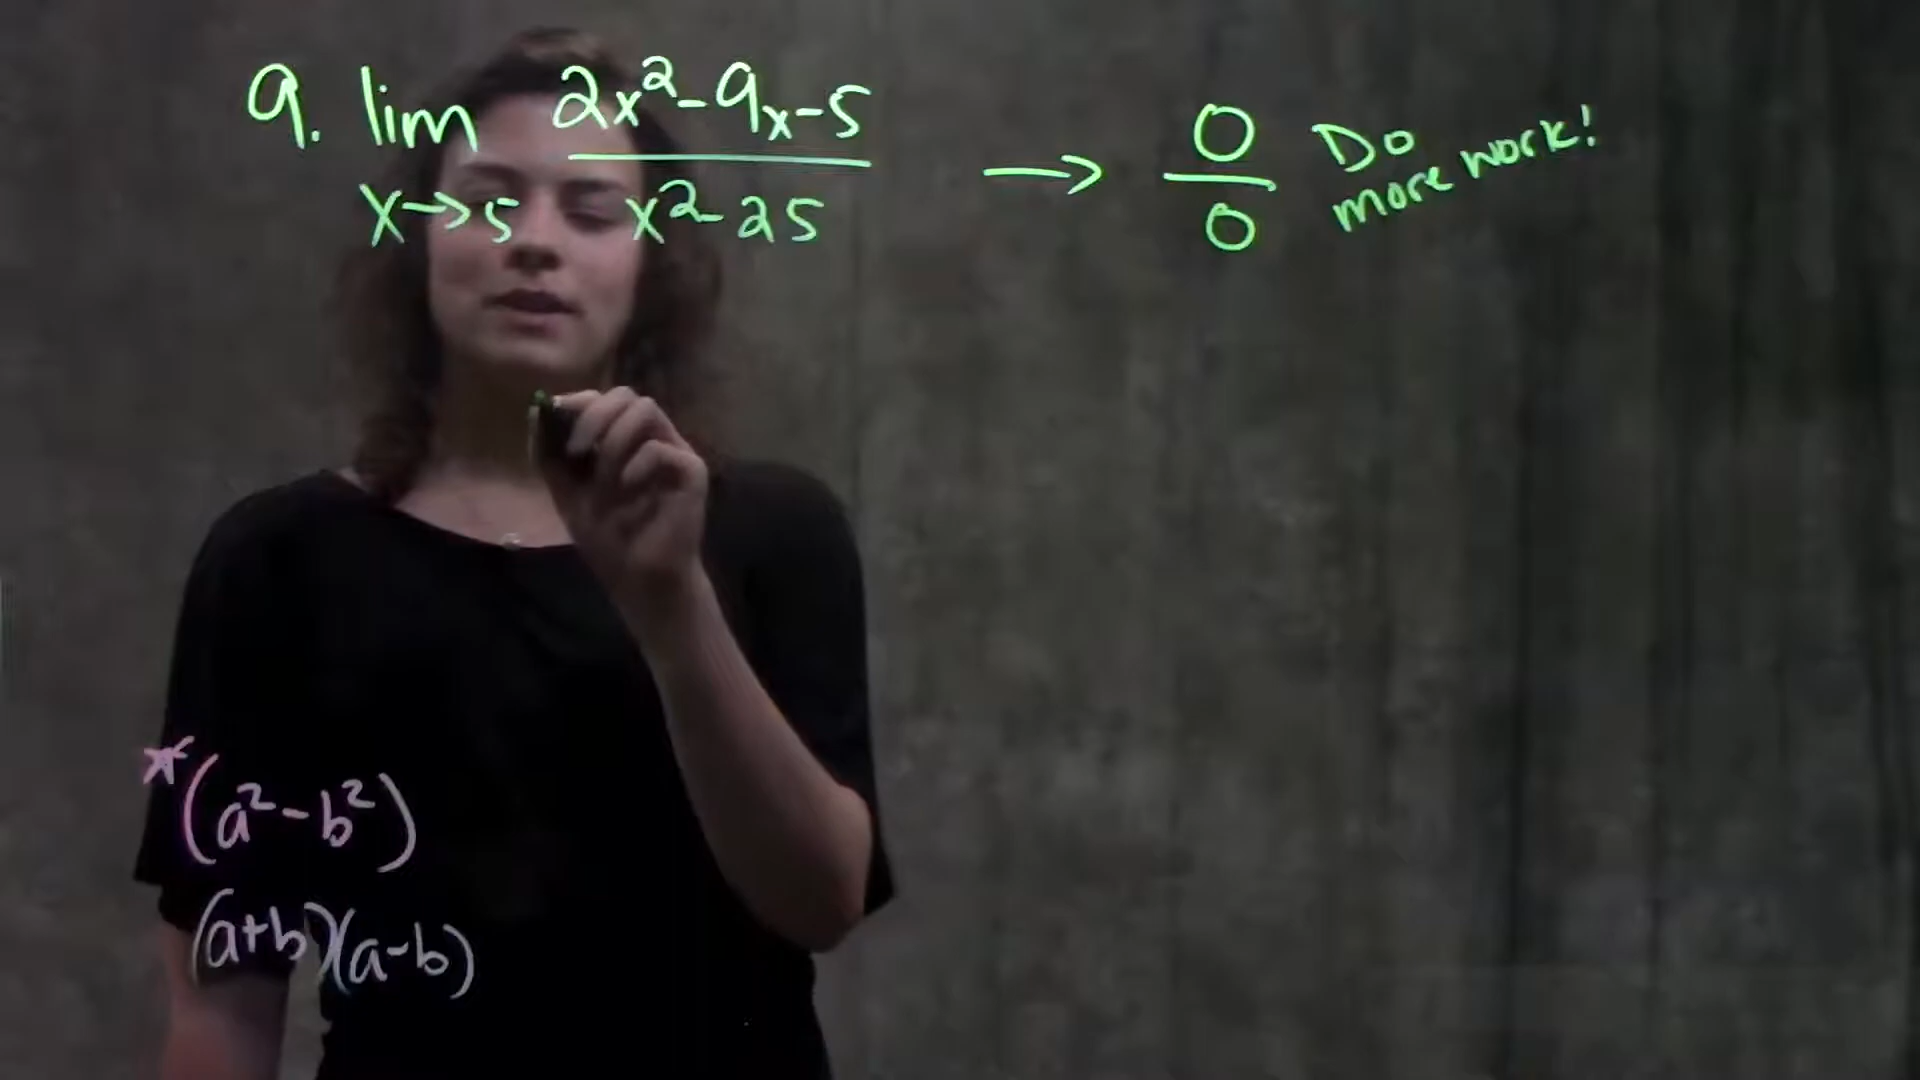 9. lim 2x²-9x-5 → 0 Do more work!
x→5 x²-25 0
*(a²-b²)
(a+b)(a-b)